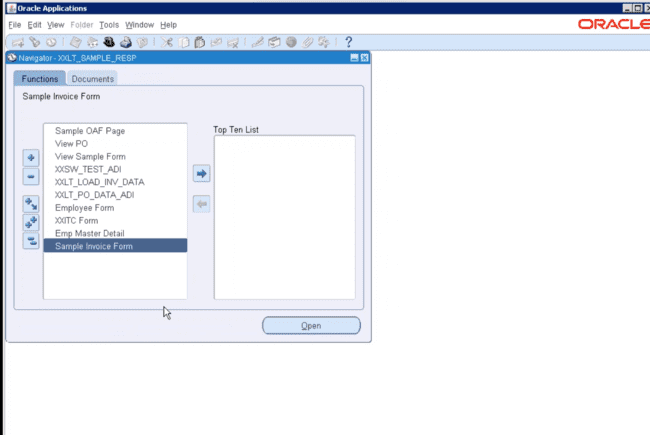 Oracle Applications
File Edit View Folder Tools Window Help
ORACLE
?
Navigator - XXLT_SAMPLE_RESP
Functions Documents
Sample Invoice Form
Top Ten List
Sample OAF Page
View PO
View Sample Form
XXSW_TEST_ADI
XXLT_LOAD_INV_DATA
XXLT_PO_DATA_ADI
Employee Form
XXITC Form
Emp Master Detail
Sample Invoice Form
Open